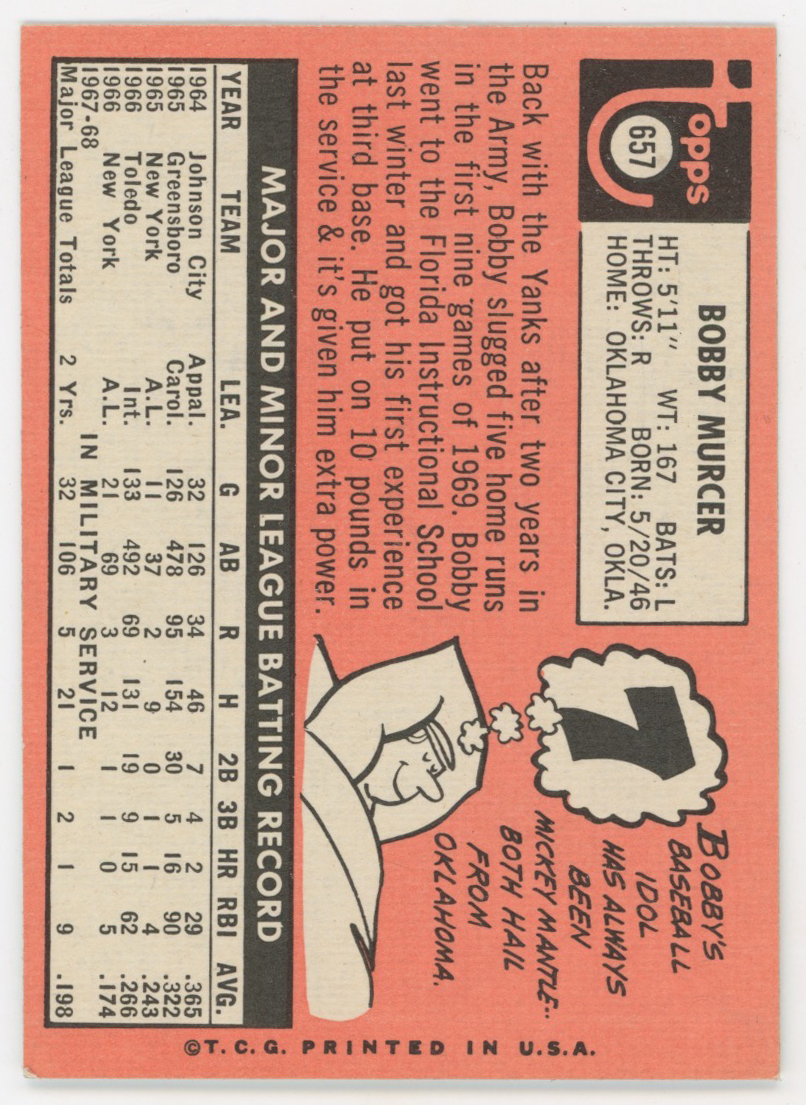 Topps
657
BOBBY MURCER
HT: 5'11" WT: 167 BATS: L
THROWS: R BORN: 5/20/46
HOME: OKLAHOMA CITY, OKLA.
Back with the Yanks after two years in
the Army, Bobby slugged five home runs
in the first nine games of 1969. Bobby
went to the Florida Instructional School
last winter and got his first experience
at third base. He put on 10 pounds in
the service & it's given him extra power.
7
BOBBY'S
BASEBALL
IDOL
HAS ALWAYS
BEEN
MICKEY MANTLE--
BOTH HAIL
FROM
OKLAHOMA.
MAJOR AND MINOR LEAGUE BATTING RECORD
YEAR TEAM LEA. G AB R H 2B 3B HR RBI AVG.
1964 Johnson City Appal. 32 126 34 46 7 4 2 29 .365
1965 Greensboro Carol. 126 478 95 154 30 5 16 90 .322
1965 New York A.L. 11 37 2 9 0 1 1 4 .243
1966 Toledo Int. 133 492 69 131 19 9 15 62 .266
1966 New York A.L. 21 69 3 12 1 1 0 5 .174
1967-68 IN MILITARY SERVICE
Major League Totals 2 Yrs. 32 106 5 21 1 2 1 9 .198
©T.C.G. PRINTED IN U.S.A.